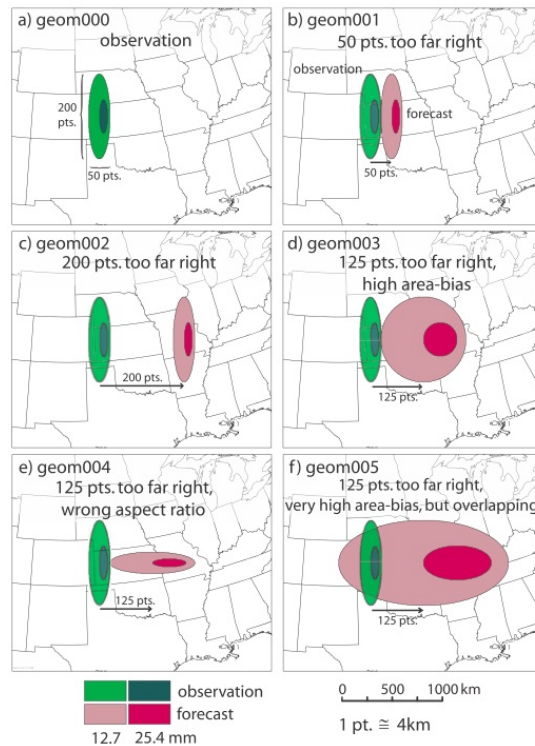 a) geom000
observation
200
pts.
50 pts.
b) geom001
50 pts. too far right
observation
forecast
50 pts.
c) geom002
200 pts. too far right
200 pts.
d) geom003
125 pts. too far right,
high area-bias
125 pts.
e) geom004
125 pts. too far right,
wrong aspect ratio
125 pts.
f) geom005
125 pts. too far right,
very high area-bias, but overlapping
125 pts.
observation
forecast
12.7 25.4 mm
0 500 1000 km
1 pt. ≅ 4km